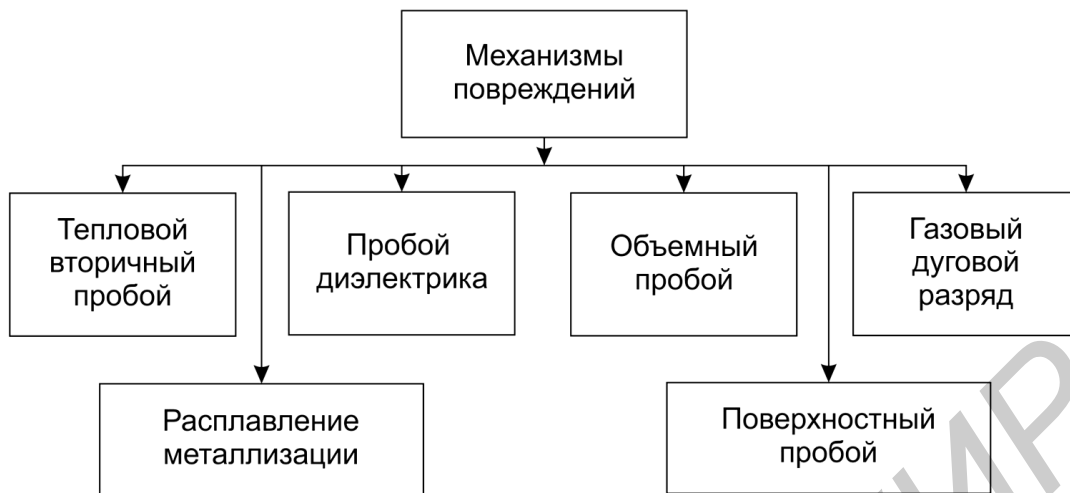 Механизмы
повреждений
Тепловой
вторичный
пробой
Пробой
диэлектрика
Объемный
пробой
Газовый
дуговой
разряд
Расплавление
металлизации
Поверхностный
пробой